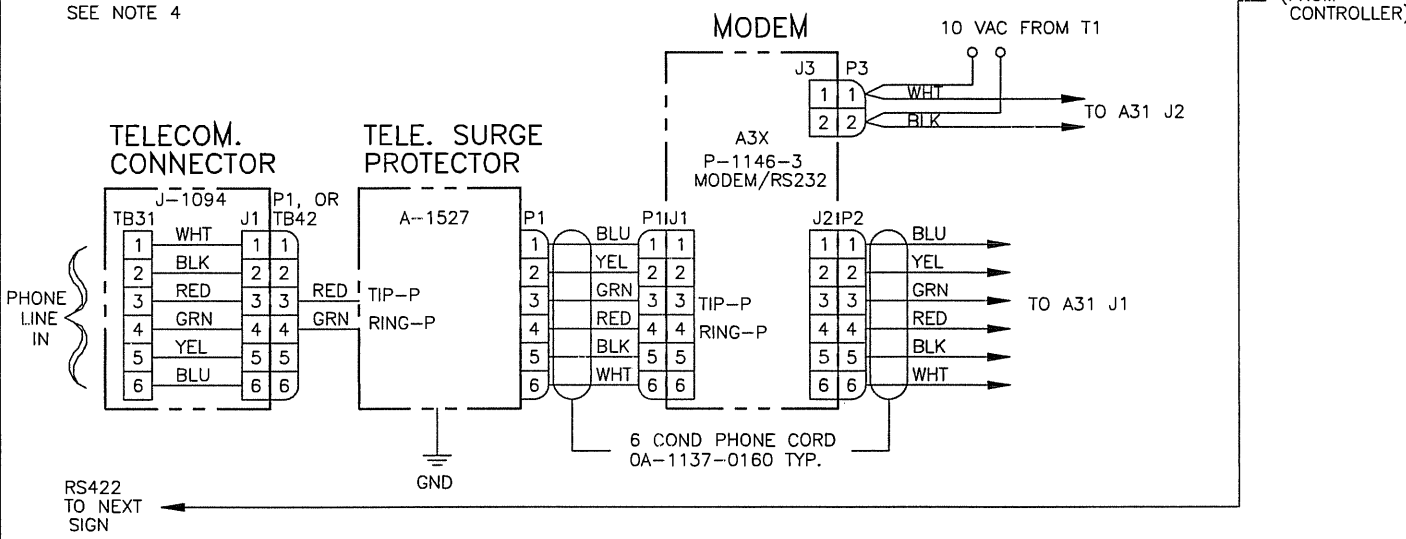 SEE NOTE 4
CONTROLLER)
MODEM
10 VAC FROM T1
J3 P3
1 1 WHT
2 2 BLK
TO A31 J2
A3X
P-1146-3
MODEM/RS232
TELECOM.
CONNECTOR
TELE. SURGE
PROTECTOR
J-1094
P1, OR
TB31 J1 TB42
A-1527
P1
P1 J1
J2 P2
1 WHT 1 1
2 BLK 2 2
3 RED 3 3 RED TIP-P
4 GRN 4 4 GRN RING-P
5 YEL 5 5
6 BLU 6 6
PHONE
LINE
IN
1 BLU 1 1
2 YEL 2 2
3 GRN 3 3 TIP-P
4 RED 4 4 RING-P
5 BLK 5 5
6 WHT 6 6
1 1 BLU
2 2 YEL
3 3 GRN
4 4 RED
5 5 BLK
6 6 WHT
TO A31 J1
6 COND PHONE CORD
0A-1137-0160 TYP.
GND
RS422
TO NEXT
SIGN